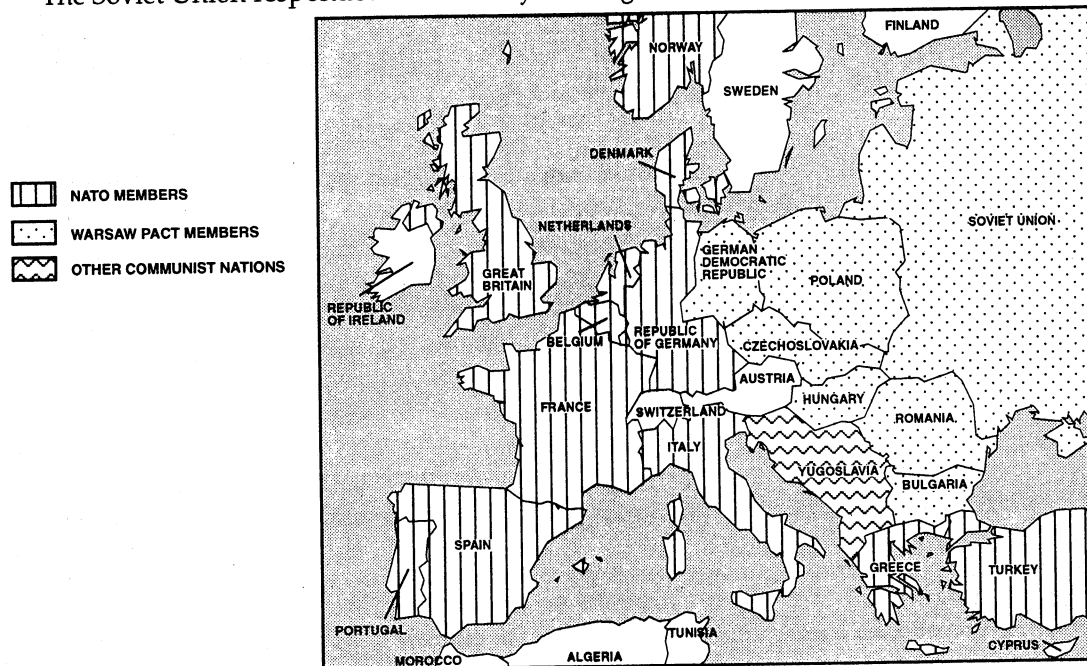 The Soviet Union
NATO MEMBERS
WARSAW PACT MEMBERS
OTHER COMMUNIST NATIONS
NORWAY
FINLAND
SWEDEN
DENMARK
SOVIET UNION
NETHERLANDS
GERMAN
DEMOCRATIC
REPUBLIC
POLAND
GREAT
BRITAIN
REPUBLIC
OF IRELAND
BELGIUM
REPUBLIC
OF GERMANY
CZECHOSLOVAKIA
AUSTRIA
HUNGARY
FRANCE
SWITZERLAND
ROMANIA
ITALY
YUGOSLAVIA
BULGARIA
SPAIN
GREECE
TURKEY
PORTUGAL
TUNISIA
MOROCCO
ALGERIA
CYPRUS